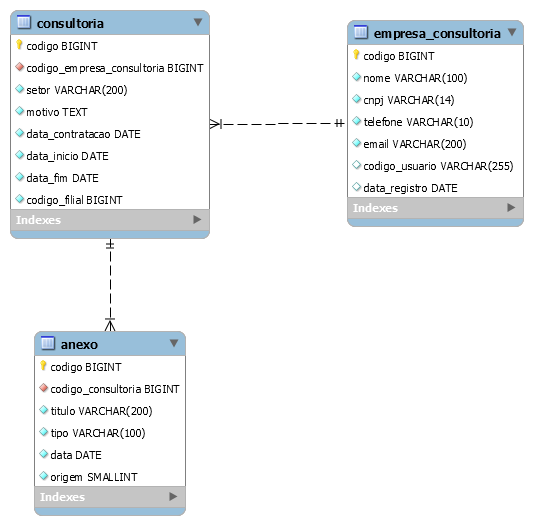 consultoria
codigo BIGINT
codigo_empresa_consultoria BIGINT
setor VARCHAR(200)
motivo TEXT
data_contratacao DATE
data_inicio DATE
data_fim DATE
codigo_filial BIGINT
Indexes
empresa_consultoria
codigo BIGINT
nome VARCHAR(100)
cnpj VARCHAR(14)
telefone VARCHAR(10)
email VARCHAR(200)
codigo_usuario VARCHAR(255)
data_registro DATE
Indexes
anexo
codigo BIGINT
codigo_consultoria BIGINT
titulo VARCHAR(200)
tipo VARCHAR(100)
data DATE
origem SMALLINT
Indexes